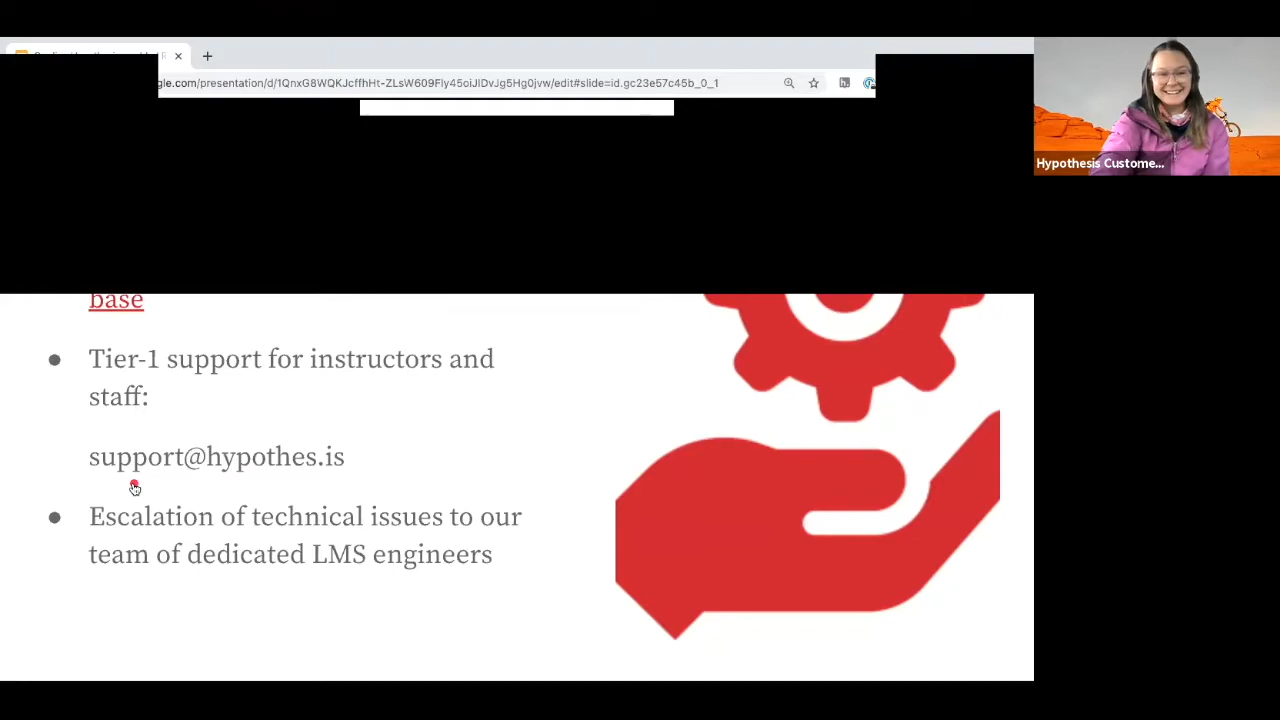 gle.com/presentation/d/1QnxG8WQKJcffhHt-ZLsW609Fly45oiJlDvJg5Hg0jvw/edit#slide=id.gc23e57c45b_0_1
Hypothesis Custome...
base
Tier-1 support for instructors and
staff:
support@hypothes.is
Escalation of technical issues to our
team of dedicated LMS engineers